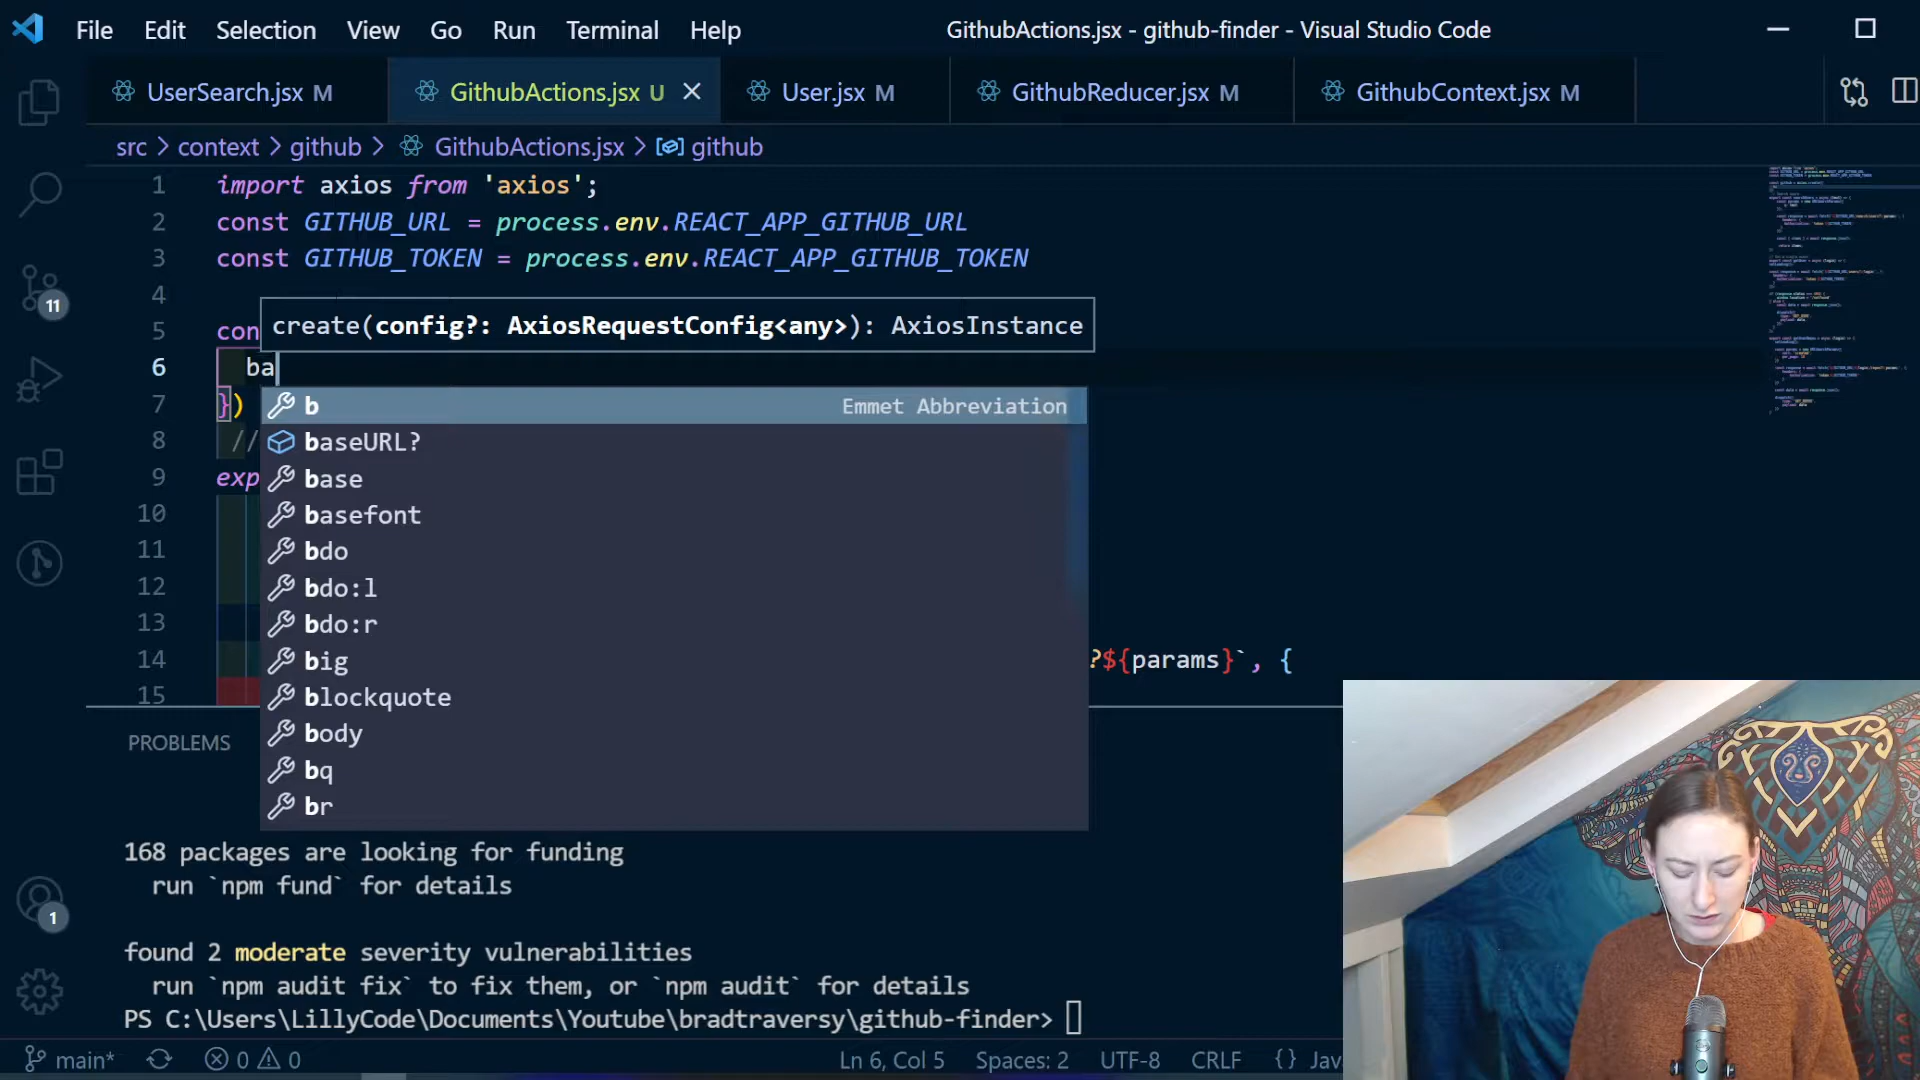 File Edit Selection View Go Run Terminal Help
GithubActions.jsx - github-finder - Visual Studio Code
UserSearch.jsx M
GithubActions.jsx U
User.jsx M
GithubReducer.jsx M
GithubContext.jsx M
src > context > github > GithubActions.jsx > github
1 import axios from 'axios';
2 const GITHUB_URL = process.env.REACT_APP_GITHUB_URL
3 const GITHUB_TOKEN = process.env.REACT_APP_GITHUB_TOKEN
4
create(config?: AxiosRequestConfig<any>): AxiosInstance
5 con
6 ba
7 })
8 //
9 exp
10
11
12
13
14 ?${params}`, {
15
b Emmet Abbreviation
baseURL?
base
basefont
bdo
bdo:l
bdo:r
big
blockquote
body
bq
br
11
1
PROBLEMS
168 packages are looking for funding
run `npm fund` for details
found 2 moderate severity vulnerabilities
run `npm audit fix` to fix them, or `npm audit` for details
PS C:\Users\LillyCode\Documents\Youtube\bradtraversy\github-finder>
main* 0 0 Ln 6, Col 5 Spaces: 2 UTF-8 CRLF {} Jav